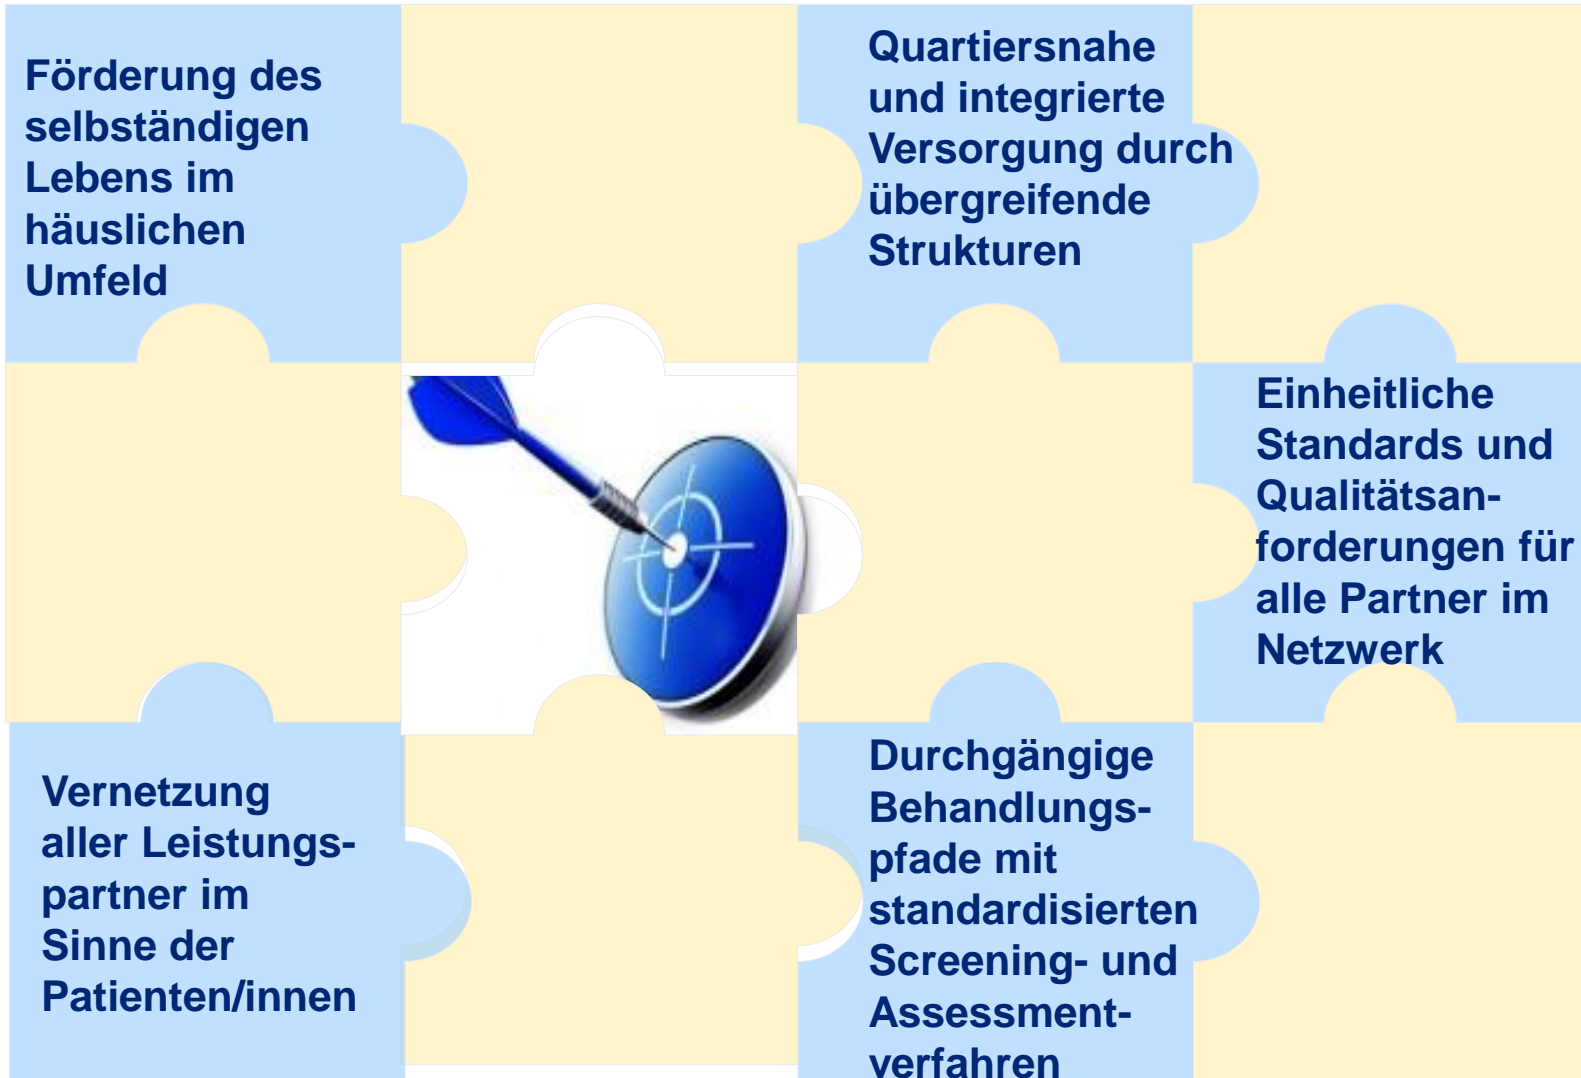 Förderung des
selbständigen
Lebens im
häuslichen
Umfeld
Quartiersnahe
und integrierte
Versorgung durch
übergreifende
Strukturen
Einheitliche
Standards und
Qualitätsan-
forderungen für
alle Partner im
Netzwerk
Vernetzung
aller Leistungs-
partner im
Sinne der
Patienten/innen
Durchgängige
Behandlungs-
pfade mit
standardisierten
Screening- und
Assessment-
verfahren